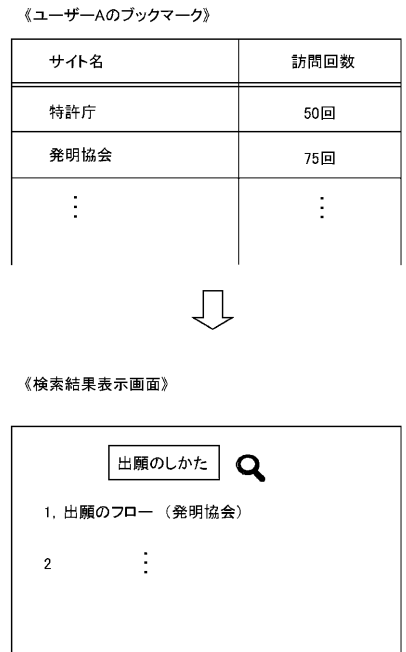 《ユーザーAのブックマーク》
サイト名 訪問回数
特許庁 50回
発明協会 75回
⋮ ⋮
《検索結果表示画面》
出願のしかた
1, 出願のフロー （発明協会）
2 ⋮